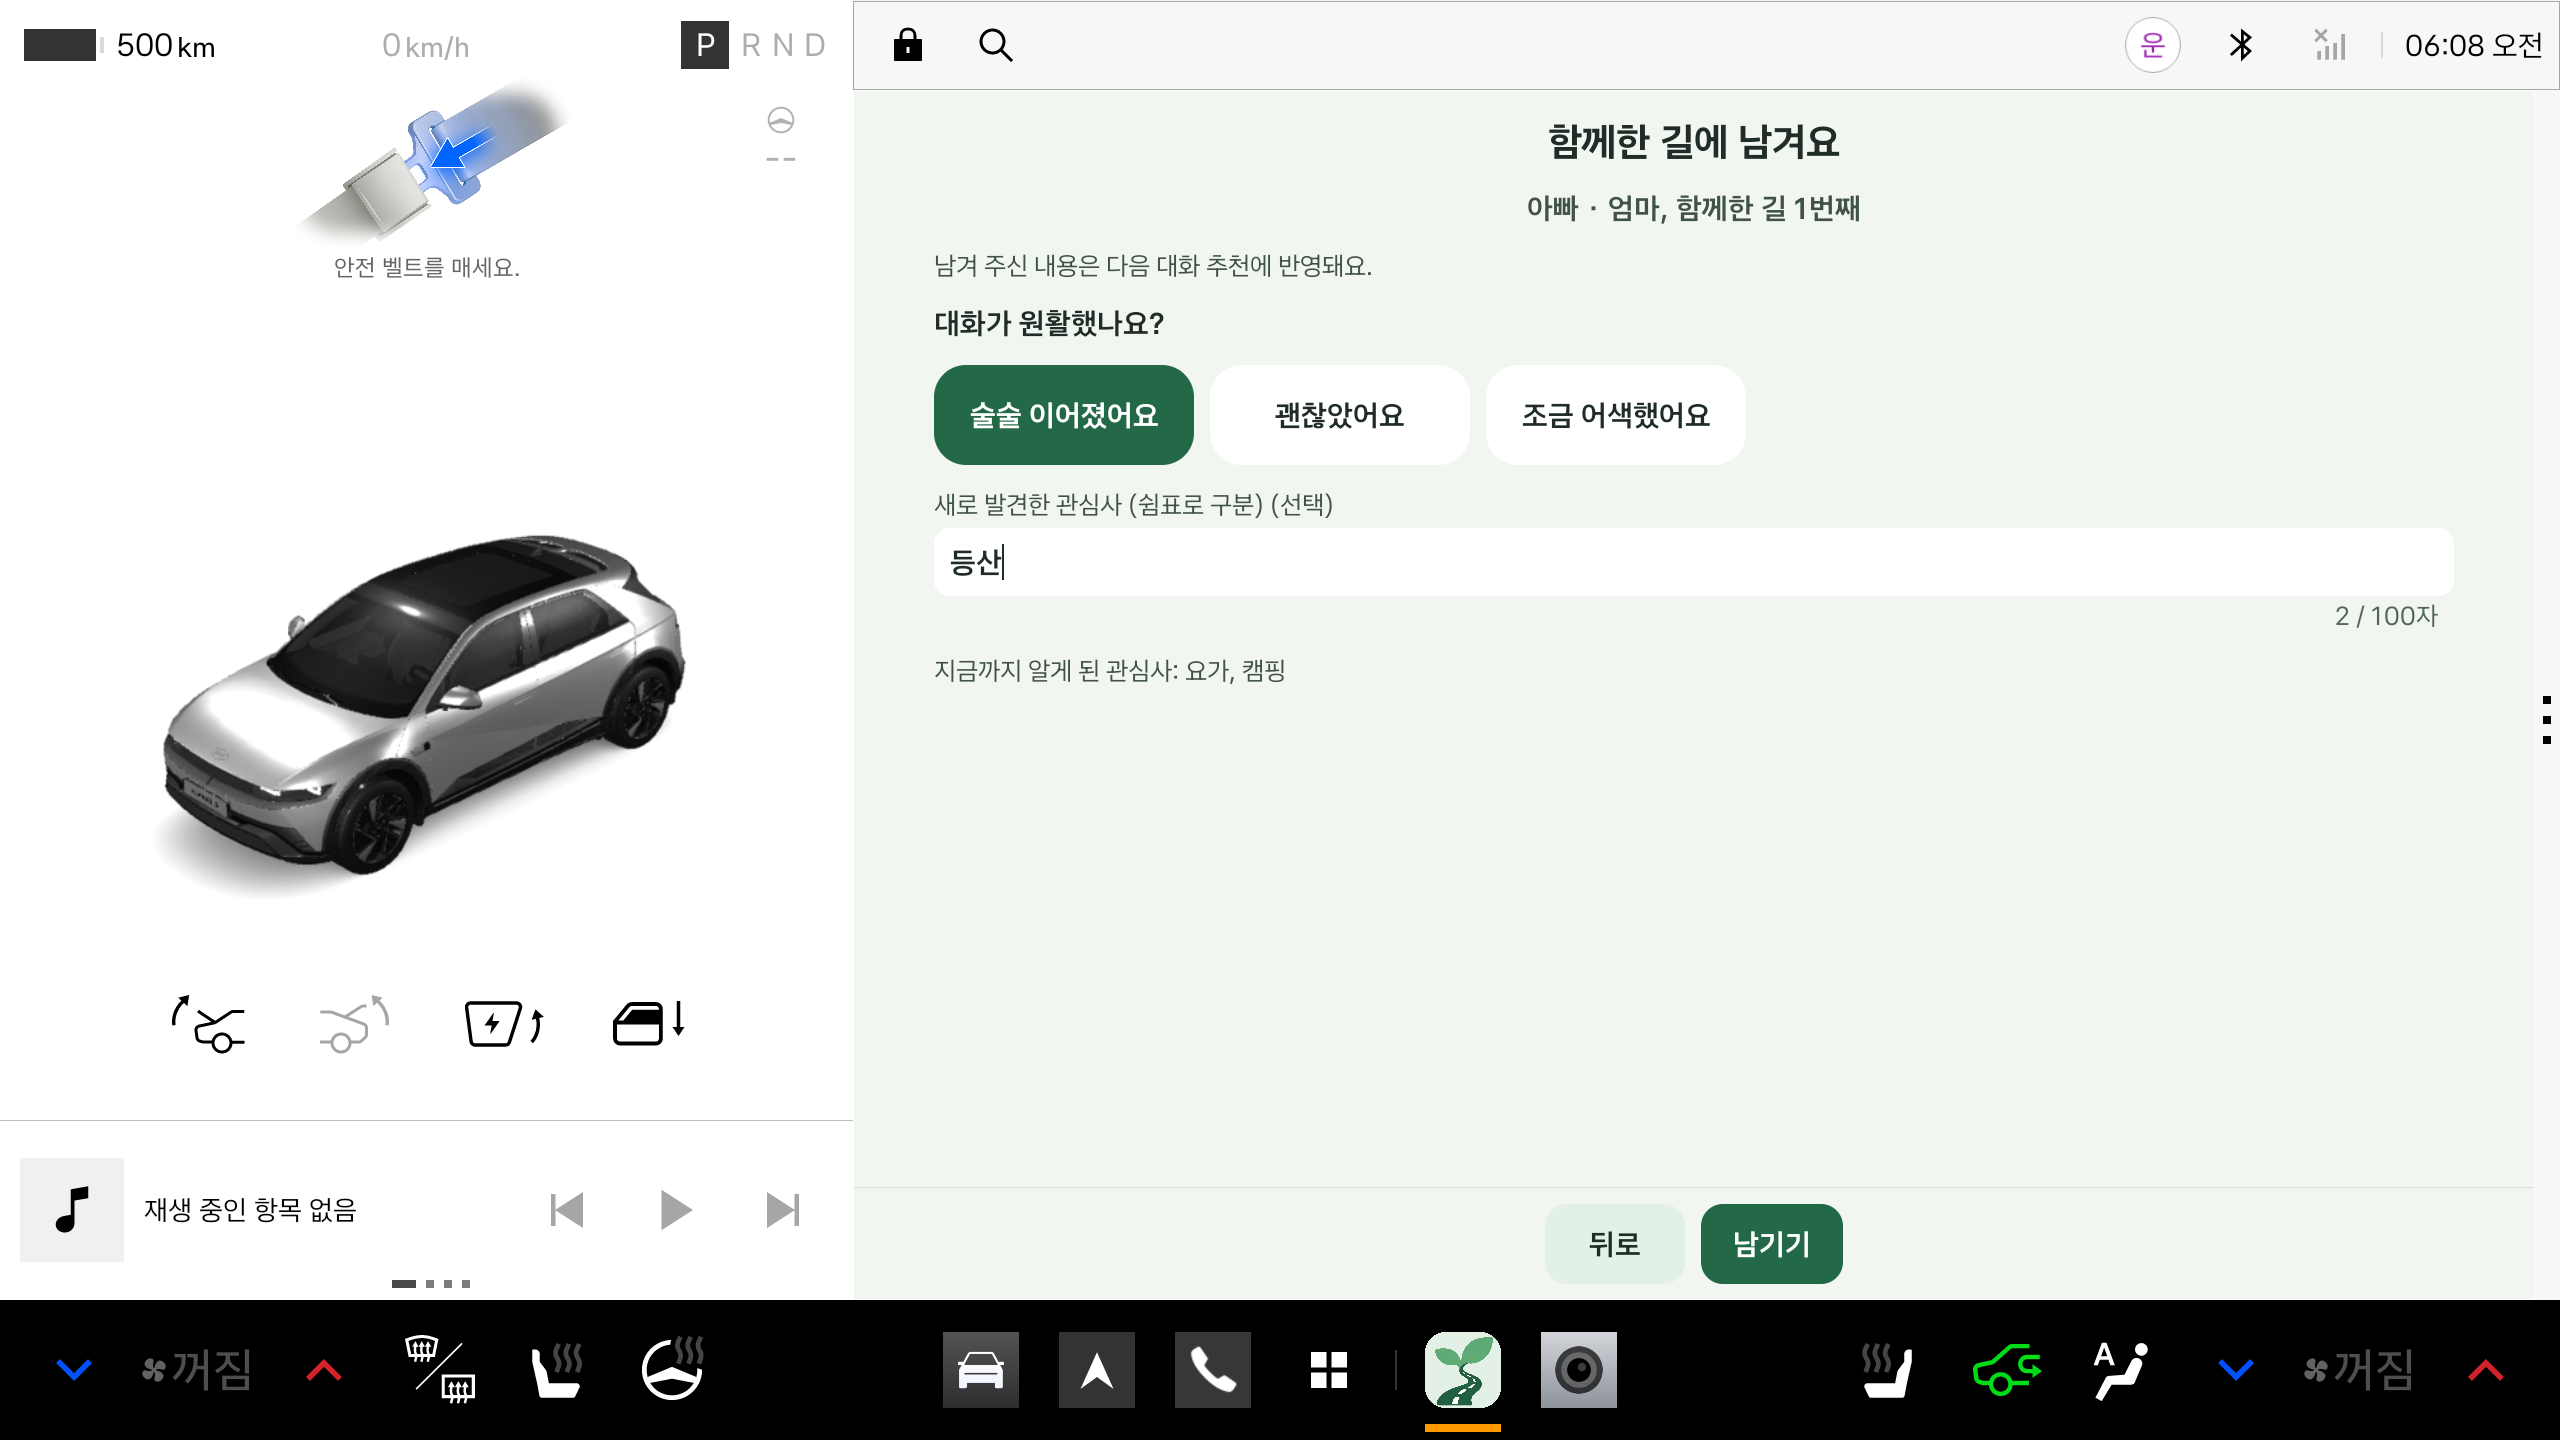 500 km
0 km/h
P R N D
안전 벨트를 매세요.
재생 중인 항목 없음
운
06:08 오전
함께한 길에 남겨요
아빠 · 엄마, 함께한 길 1번째
남겨 주신 내용은 다음 대화 추천에 반영돼요.
대화가 원활했나요?
술술 이어졌어요
괜찮았어요
조금 어색했어요
새로 발견한 관심사 (쉼표로 구분) (선택)
등산
2 / 100자
지금까지 알게 된 관심사: 요가, 캠핑
뒤로
남기기
꺼짐
A
꺼짐